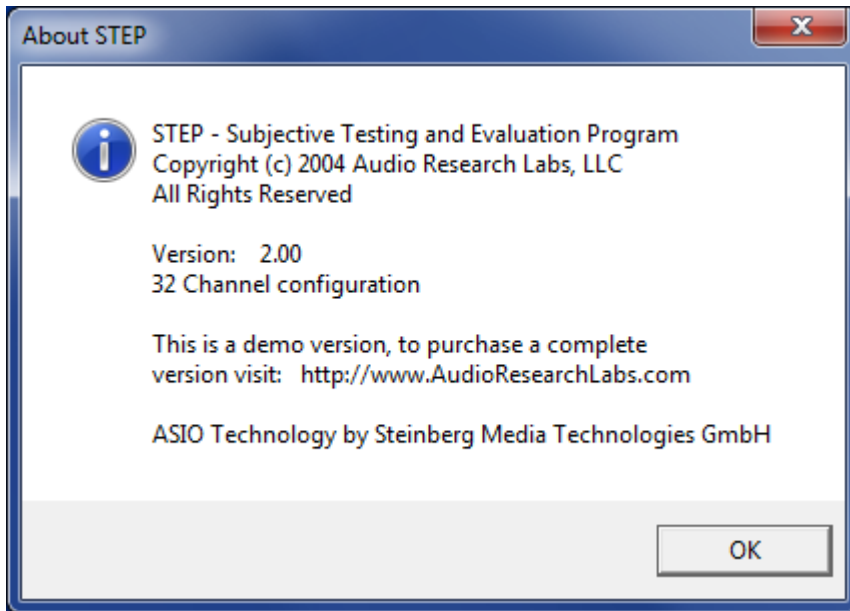 About STEP
STEP - Subjective Testing and Evaluation Program
Copyright (c) 2004 Audio Research Labs, LLC
All Rights Reserved
Version: 2.00
32 Channel configuration
This is a demo version, to purchase a complete
version visit: http://www.AudioResearchLabs.com
ASIO Technology by Steinberg Media Technologies GmbH
OK